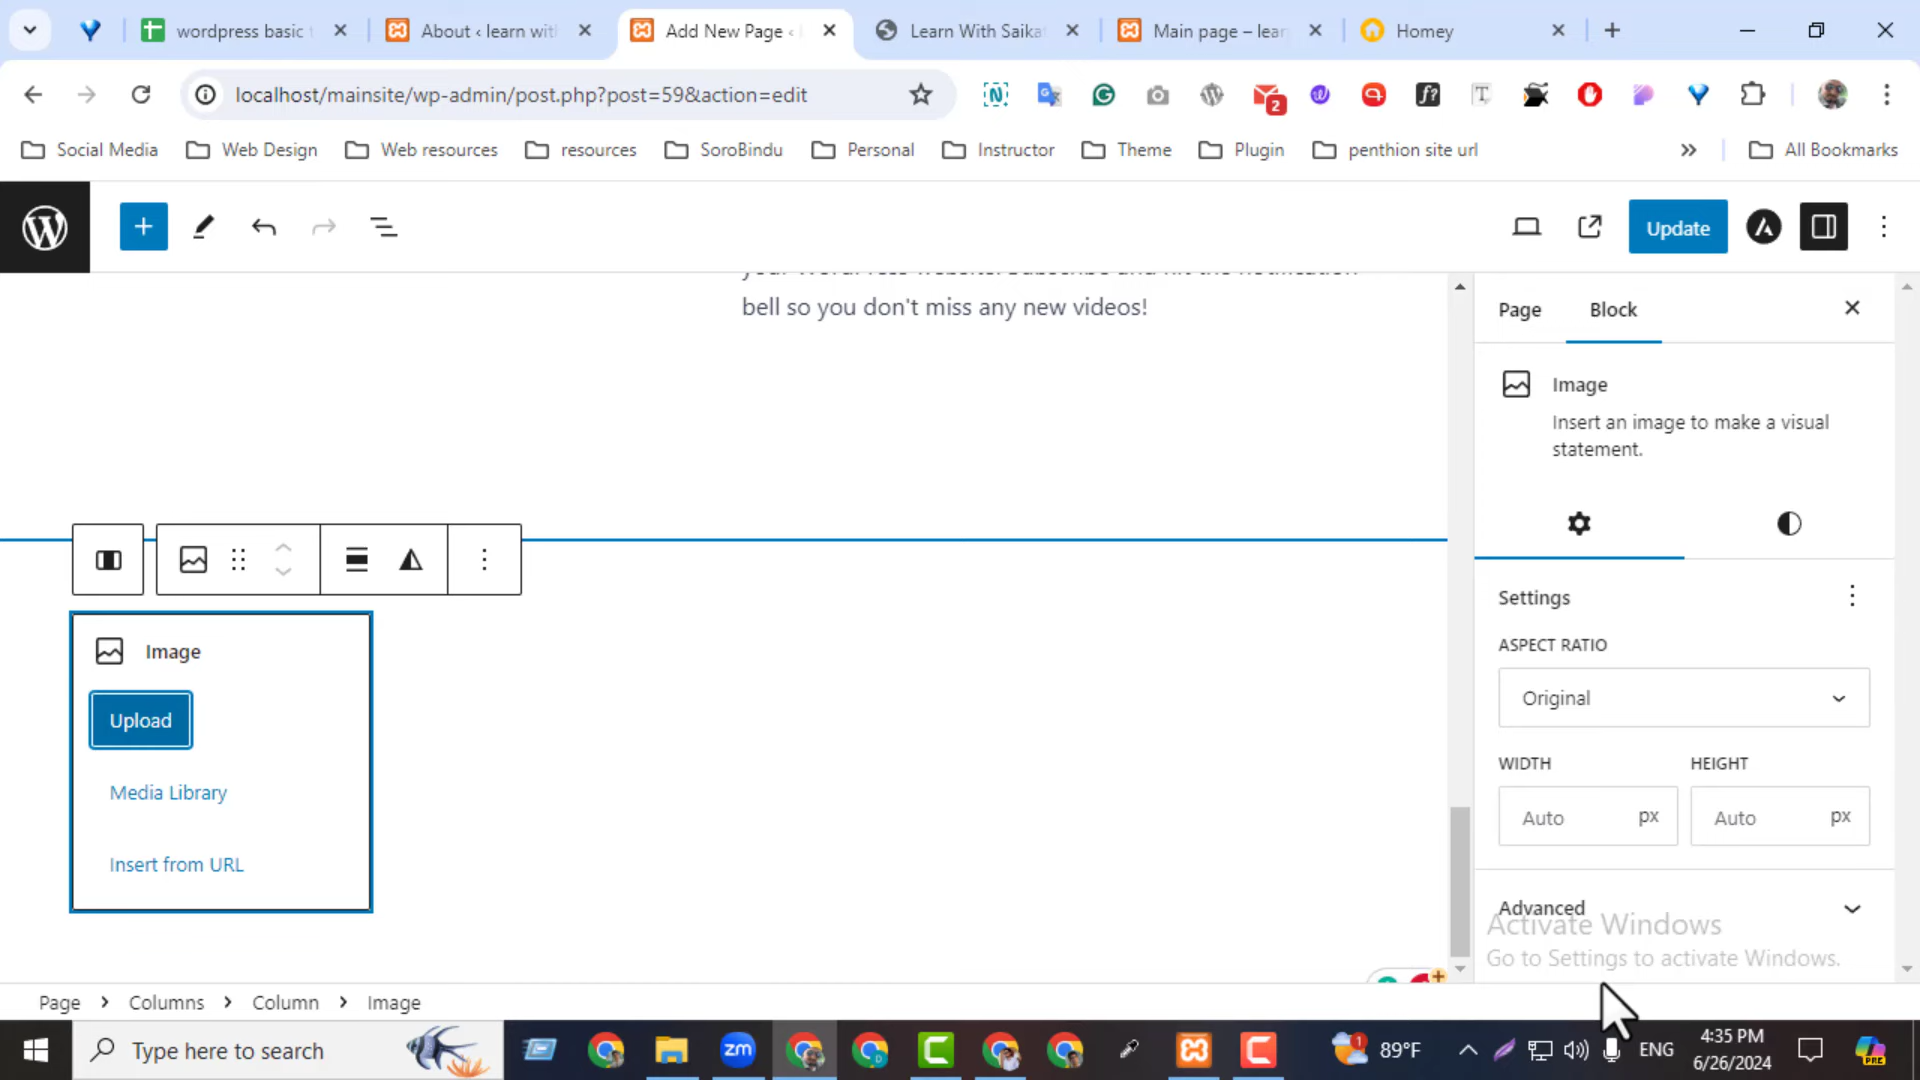 wordpress basic
About ‹ learn wit
Add New Page ‹
Learn With Saika
Main page – lear
Homey
localhost/mainsite/wp-admin/post.php?post=59&action=edit
2
Social Media
Web Design
Web resources
resources
SoroBindu
Personal
Instructor
Theme
Plugin
penthion site url
All Bookmarks
Update
bell so you don't miss any new videos!
Page
Block
Image
Insert an image to make a visual
statement.
Settings
ASPECT RATIO
Original
WIDTH
HEIGHT
Auto
px
Auto
px
Advanced
Activate Windows
Go to Settings to activate Windows.
Image
Upload
Media Library
Insert from URL
Page
Columns
Column
Image
Type here to search
zm
1
89°F
ENG
4:35 PM
6/26/2024
PRE